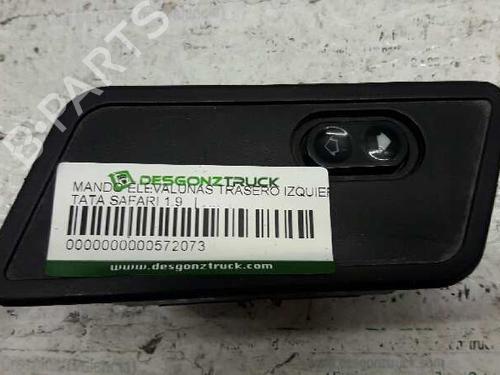 B-PARTS
DESGONZTRUCK
MANDO ELEVALUNAS TRASERO IZQUIER
TATA SAFARI 1.9
0000000000572073
www.desgonztruck.com